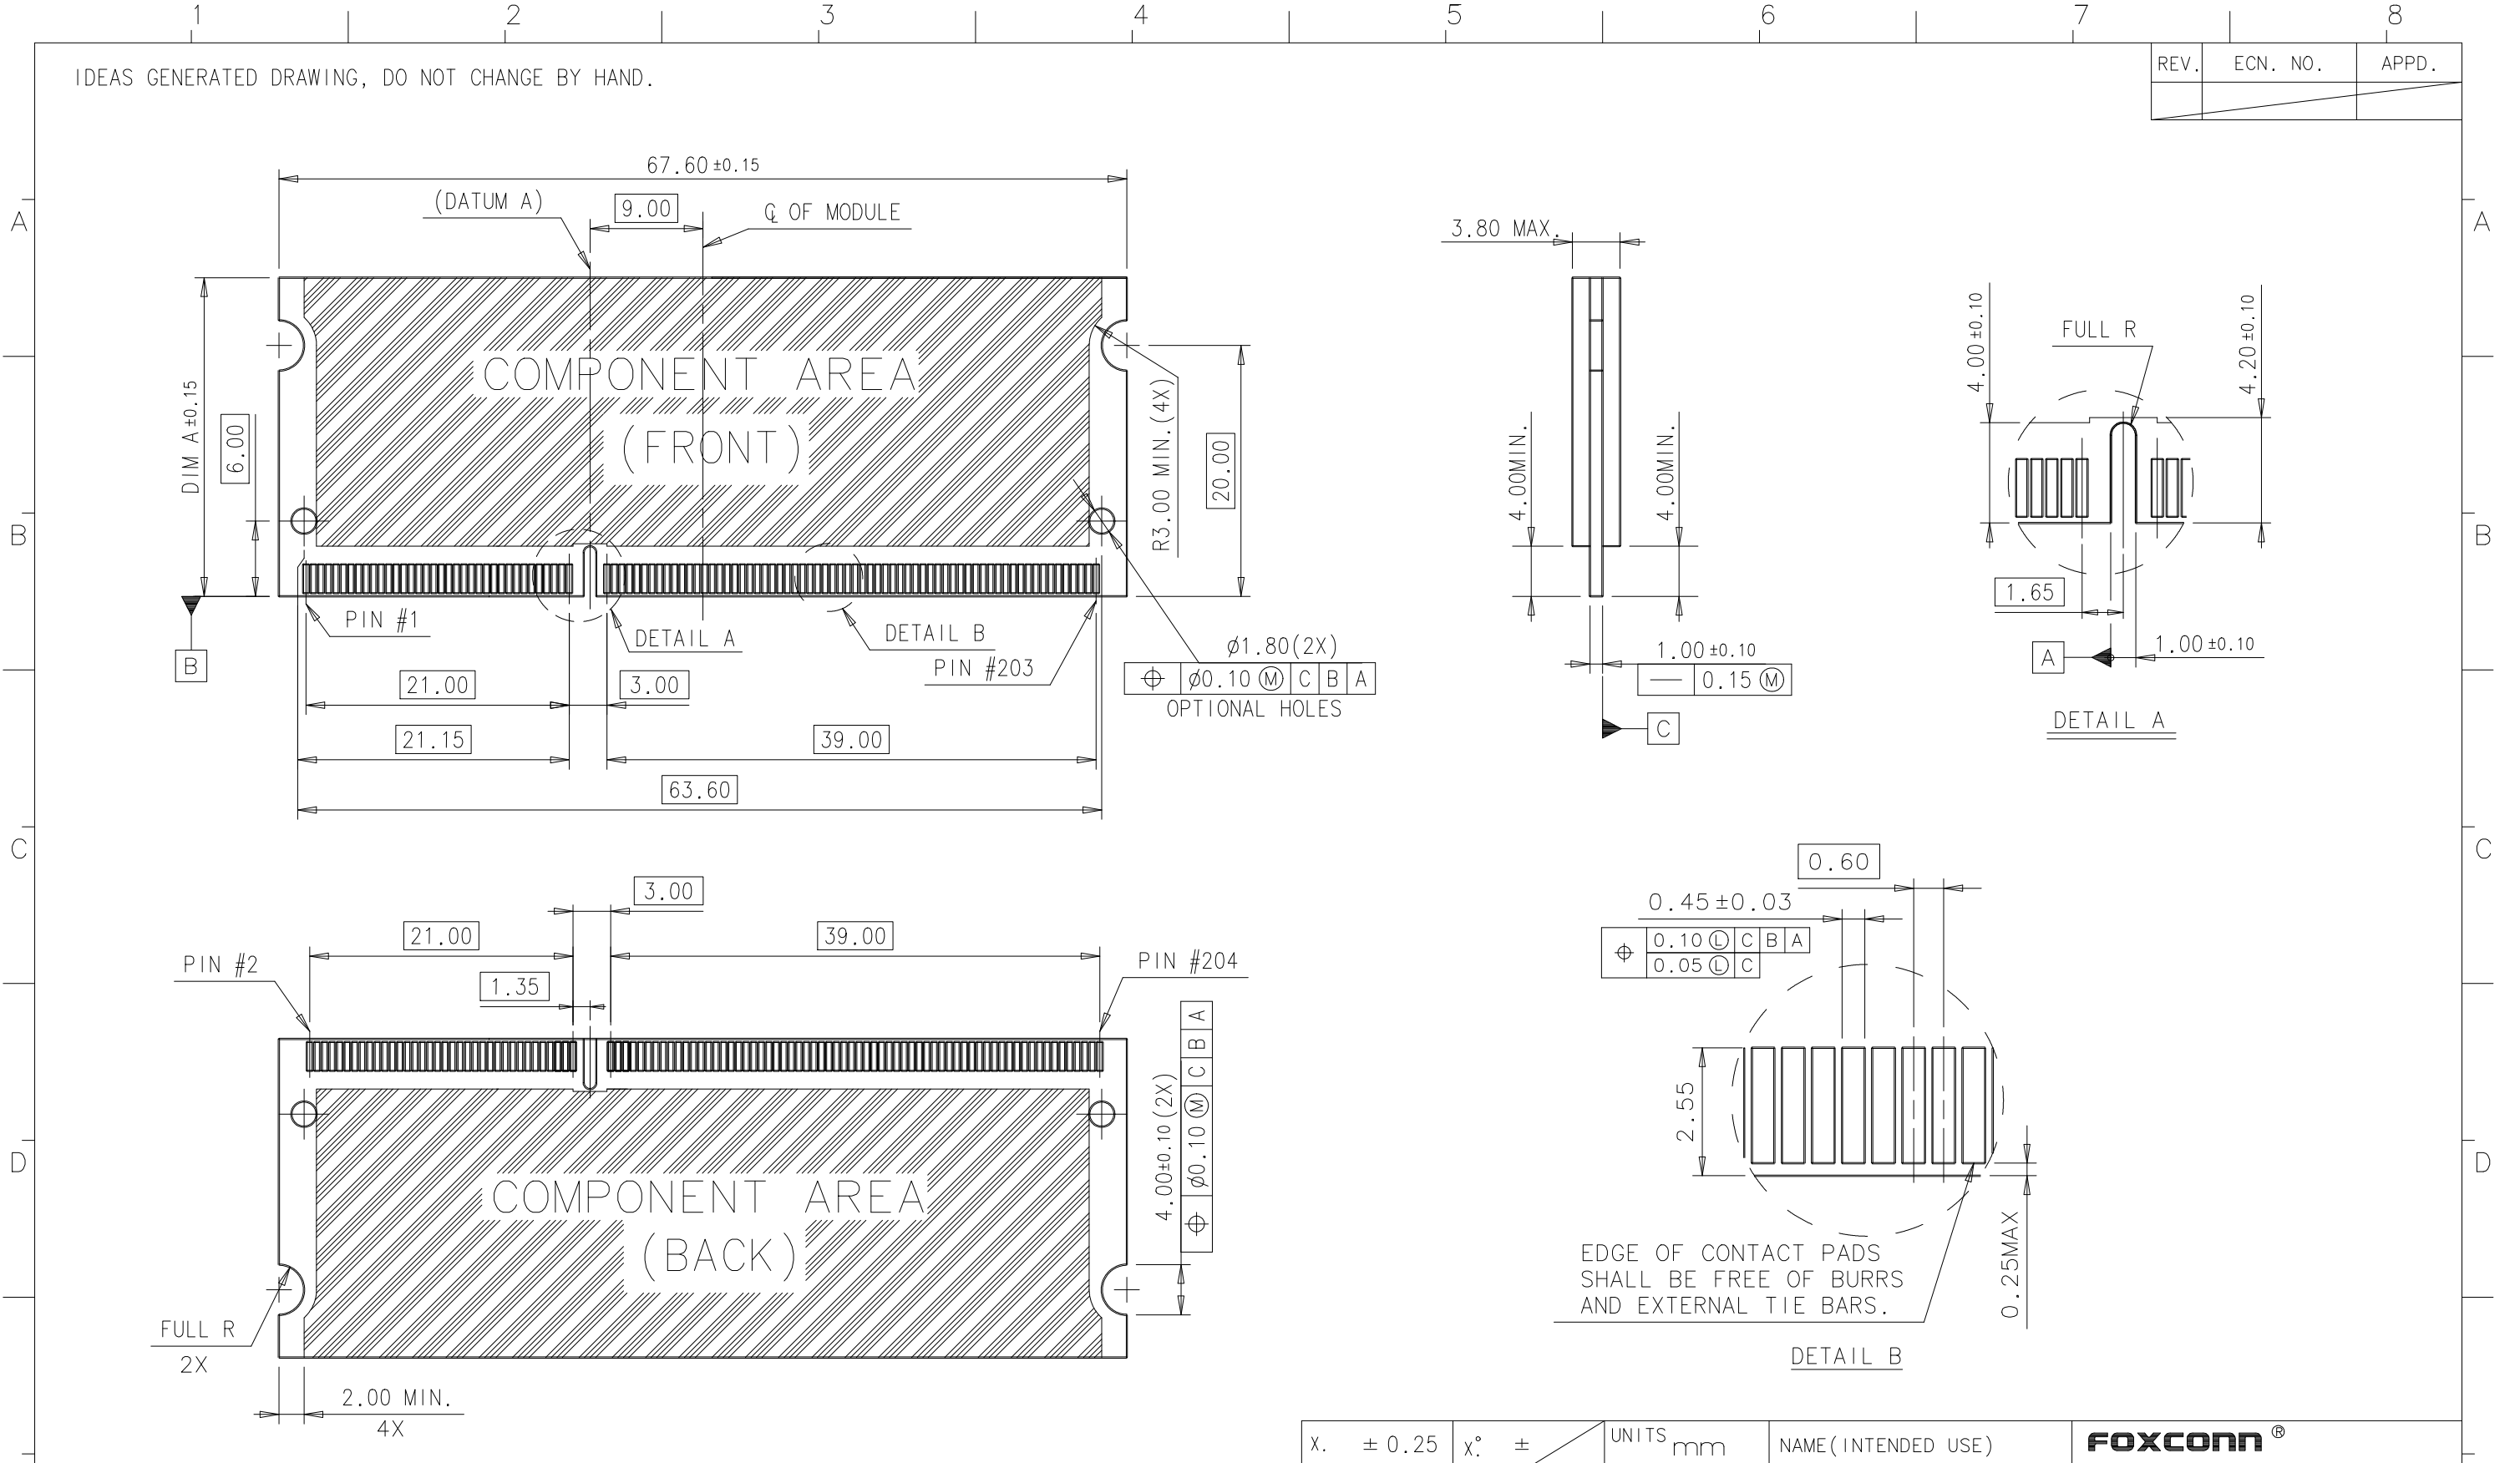 1 2 3 4 5 6 7 8
IDEAS GENERATED DRAWING, DO NOT CHANGE BY HAND.
REV. ECN. NO. APPD.
A
A
B
B
C
C
D
D
67.60±0.15
(DATUM A)
9.00
℄ OF MODULE
DIM A±0.15
6.00
COMPONENT AREA
(FRONT)
R3.00 MIN.(4X)
20.00
B
PIN #1
DETAIL A
DETAIL B
PIN #203
ø1.80(2X)
⌖ ø0.10 Ⓜ C B A
OPTIONAL HOLES
21.00
3.00
21.15
39.00
63.60
3.80 MAX.
4.00MIN.
4.00MIN.
1.00±0.10
— 0.15 Ⓜ
C
4.00±0.10
FULL R
4.20±0.10
1.65
A
1.00±0.10
DETAIL A
3.00
21.00
39.00
PIN #2
1.35
PIN #204
4.00±0.10(2X)
⌖ ø0.10 Ⓜ C B A
COMPONENT AREA
(BACK)
FULL R
2X
2.00 MIN.
4X
0.60
0.45±0.03
⌖ 0.10 Ⓛ C B A
0.05 Ⓛ C
2.55
0.25MAX
EDGE OF CONTACT PADS
SHALL BE FREE OF BURRS
AND EXTERNAL TIE BARS.
DETAIL B
X. ±0.25 X.° ± UNITS mm NAME(INTENDED USE) FOXCONN ®